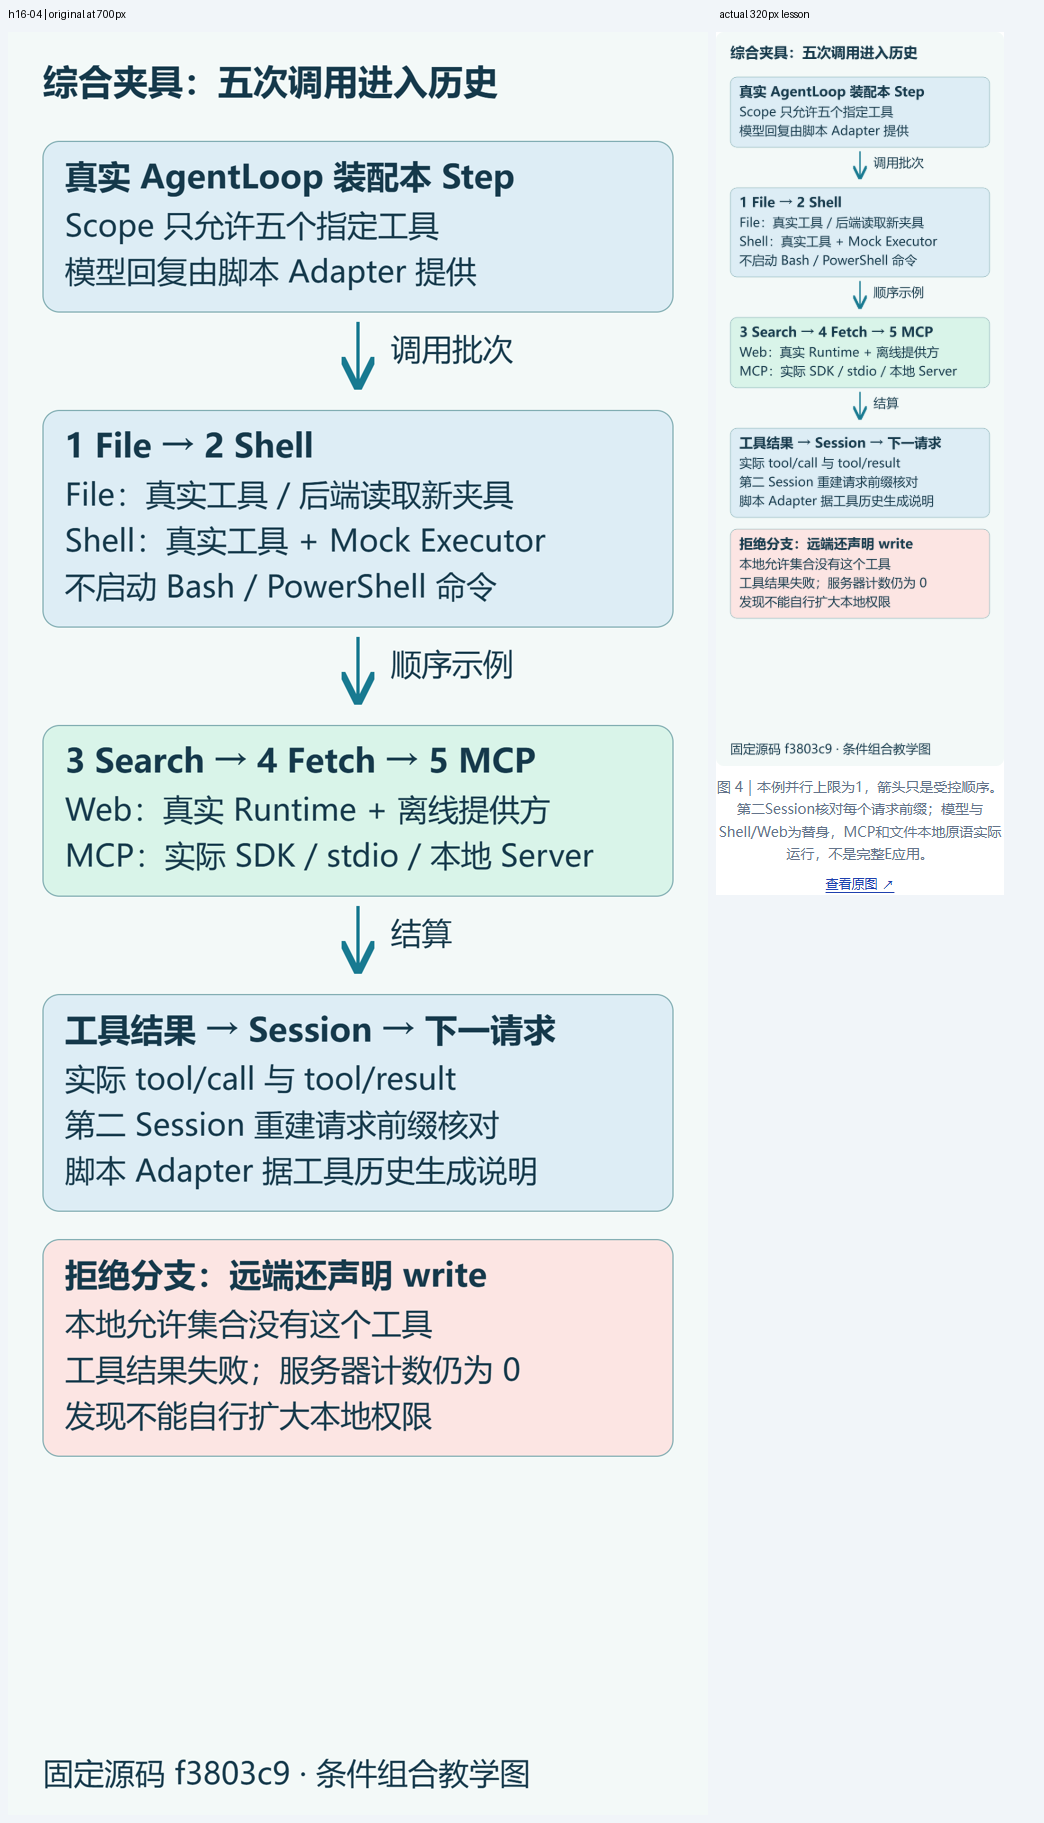 h16-04 | original at 700px
综合夹具：五次调用进入历史
真实 AgentLoop 装配本 Step
Scope 只允许五个指定工具
模型回复由脚本 Adapter 提供
调用批次
1 File → 2 Shell
File：真实工具 / 后端读取新夹具
Shell：真实工具 + Mock Executor
不启动 Bash / PowerShell 命令
顺序示例
3 Search → 4 Fetch → 5 MCP
Web：真实 Runtime + 离线提供方
MCP：实际 SDK / stdio / 本地 Server
结算
工具结果 → Session → 下一请求
实际 tool/call 与 tool/result
第二 Session 重建请求前缀核对
脚本 Adapter 据工具历史生成说明
拒绝分支：远端还声明 write
本地允许集合没有这个工具
工具结果失败；服务器计数仍为 0
发现不能自行扩大本地权限
固定源码 f3803c9 · 条件组合教学图
actual 320px lesson
综合夹具：五次调用进入历史
真实 AgentLoop 装配本 Step
Scope 只允许五个指定工具
模型回复由脚本 Adapter 提供
调用批次
1 File → 2 Shell
File：真实工具 / 后端读取新夹具
Shell：真实工具 + Mock Executor
不启动 Bash / PowerShell 命令
顺序示例
3 Search → 4 Fetch → 5 MCP
Web：真实 Runtime + 离线提供方
MCP：实际 SDK / stdio / 本地 Server
结算
工具结果 → Session → 下一请求
实际 tool/call 与 tool/result
第二 Session 重建请求前缀核对
脚本 Adapter 据工具历史生成说明
拒绝分支：远端还声明 write
本地允许集合没有这个工具
工具结果失败；服务器计数仍为 0
发现不能自行扩大本地权限
固定源码 f3803c9 · 条件组合教学图
图 4｜本例并行上限为1，箭头只是受控顺序。
第二Session核对每个请求前缀；模型与
Shell/Web为替身，MCP和文件本地原语实际
运行，不是完整E应用。
查看原图 ↗